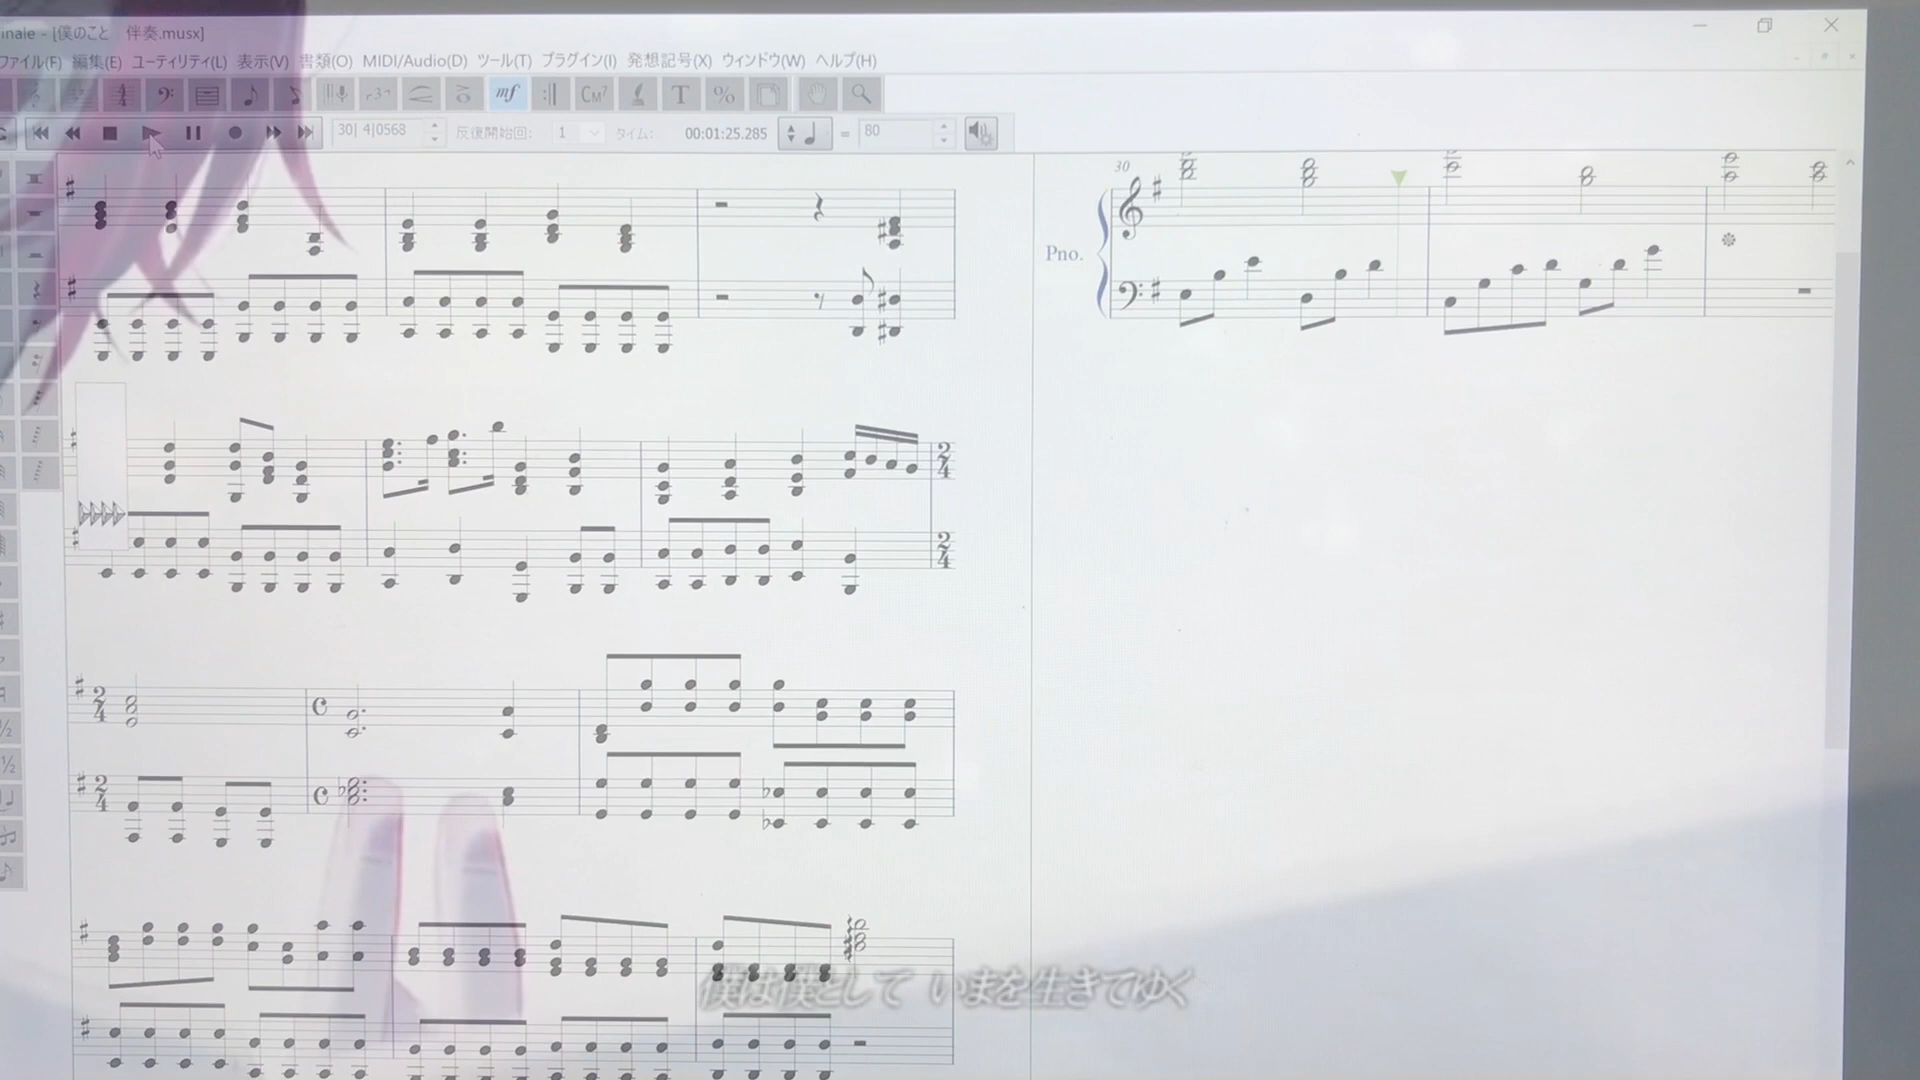 inale - [僕のこと　伴奏.musx]
ファイル(F) 編集(E) ユーティリティ(L) 表示(V) 書類(O) MIDI/Audio(D) ツール(T) プラグイン(I) 発想記号(X) ウィンドウ(W) ヘルプ(H)
mf CM7 T %
30| 4|0568 反復開始回: 1 タイム: 00:01:25.285 = 80
30
Pno.
僕は僕として いまを生きてゆく